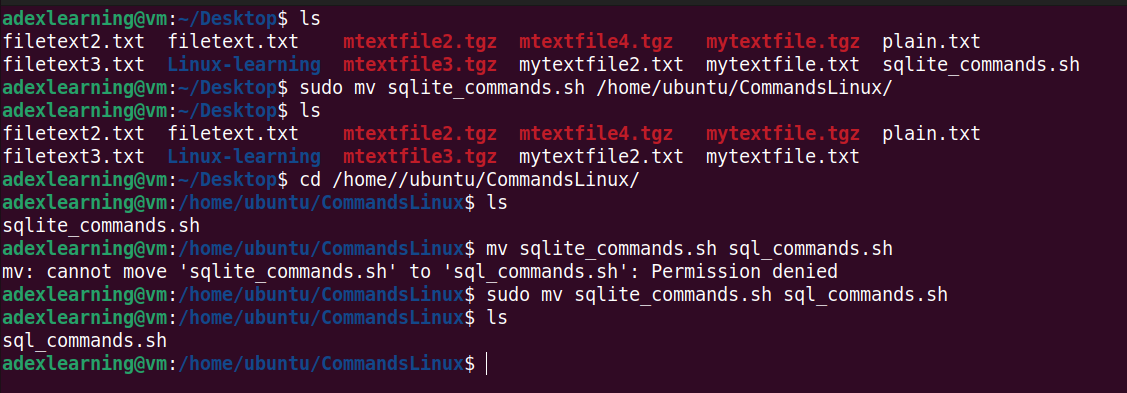 adexlearning@vm:~/Desktop$ ls
filetext2.txt  filetext.txt    mtextfile2.tgz  mtextfile4.tgz   mytextfile.tgz  plain.txt
filetext3.txt  Linux-learning  mtextfile3.tgz  mytextfile2.txt  mytextfile.txt  sqlite_commands.sh
adexlearning@vm:~/Desktop$ sudo mv sqlite_commands.sh /home/ubuntu/CommandsLinux/
adexlearning@vm:~/Desktop$ ls
filetext2.txt  filetext.txt    mtextfile2.tgz  mtextfile4.tgz   mytextfile.tgz  plain.txt
filetext3.txt  Linux-learning  mtextfile3.tgz  mytextfile2.txt  mytextfile.txt
adexlearning@vm:~/Desktop$ cd /home//ubuntu/CommandsLinux/
adexlearning@vm:/home/ubuntu/CommandsLinux$ ls
sqlite_commands.sh
adexlearning@vm:/home/ubuntu/CommandsLinux$ mv sqlite_commands.sh sql_commands.sh
mv: cannot move 'sqlite_commands.sh' to 'sql_commands.sh': Permission denied
adexlearning@vm:/home/ubuntu/CommandsLinux$ sudo mv sqlite_commands.sh sql_commands.sh
adexlearning@vm:/home/ubuntu/CommandsLinux$ ls
sql_commands.sh
adexlearning@vm:/home/ubuntu/CommandsLinux$